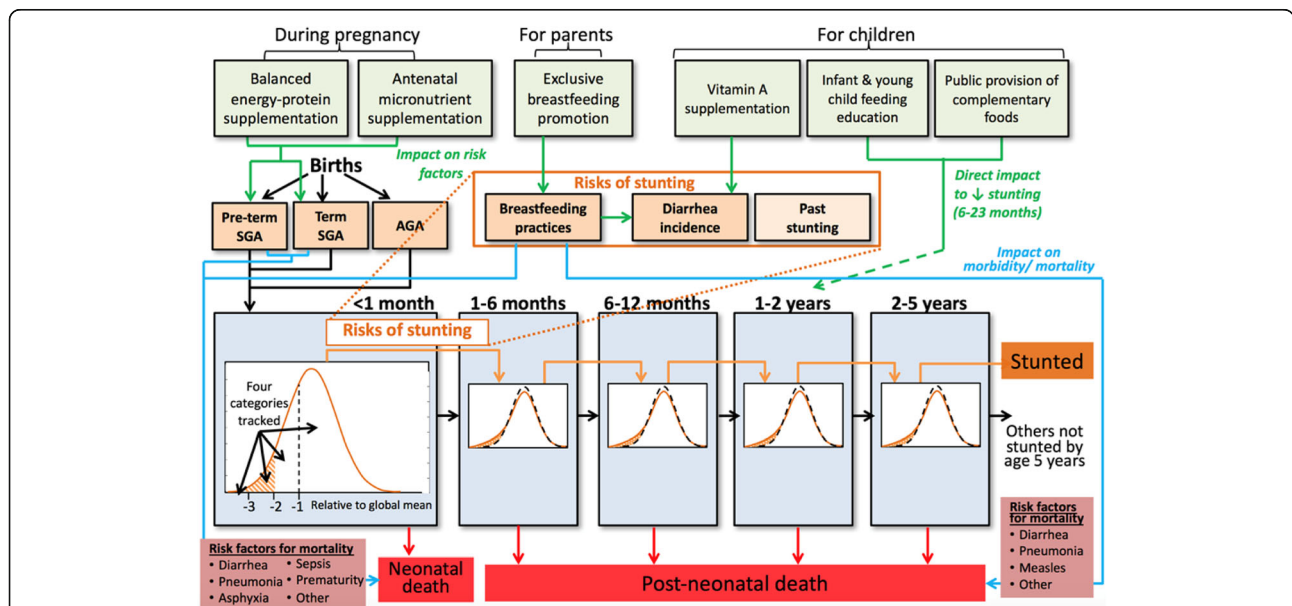 During pregnancy
For parents
For children
Balanced
energy-protein
supplementation
Antenatal
micronutrient
supplementation
Exclusive
breastfeeding
promotion
Vitamin A
supplementation
Infant & young
child feeding
education
Public provision of
complementary
foods
Impact on risk
factors
Births
Risks of stunting
Direct impact
to ↓ stunting
(6-23 months)
Pre-term
SGA
Term
SGA
AGA
Breastfeeding
practices
Diarrhea
incidence
Past
stunting
Impact on
morbidity/ mortality
<1 month
1-6 months
6-12 months
1-2 years
2-5 years
Risks of stunting
Stunted
Four
categories
tracked
-3 -2 -1 Relative to global mean
Others not
stunted by
age 5 years
Risk factors for mortality
• Diarrhea • Sepsis
• Pneumonia • Prematurity
• Asphyxia • Other
Neonatal
death
Post-neonatal death
Risk factors
for mortality
• Diarrhea
• Pneumonia
• Measles
• Other